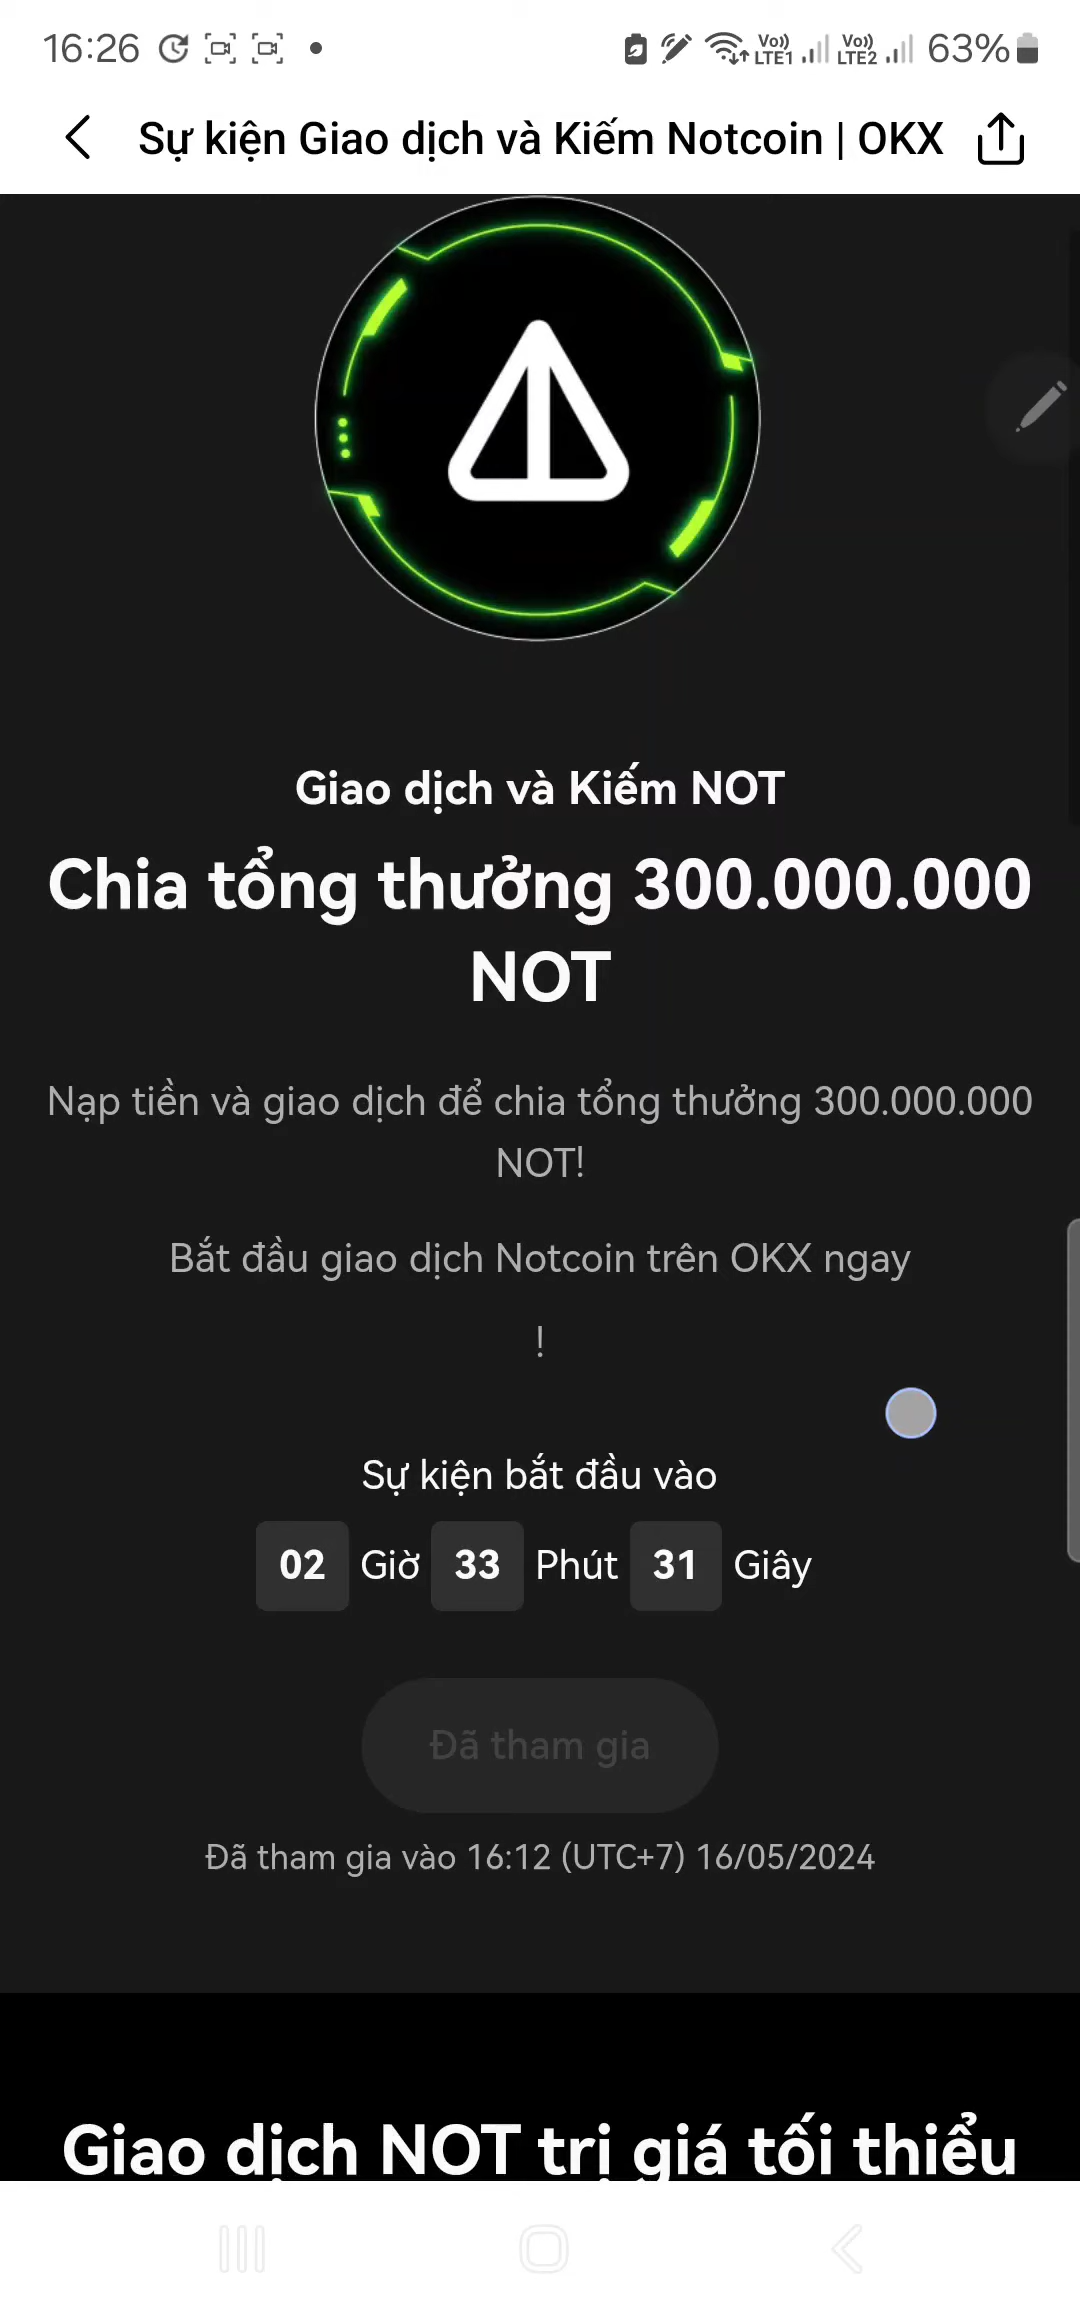 16:26
Vo)) LTE1 Vo)) LTE2 63%
Sự kiện Giao dịch và Kiếm Notcoin | OKX
Giao dịch và Kiếm NOT
Chia tổng thưởng 300.000.000
NOT
Nạp tiền và giao dịch để chia tổng thưởng 300.000.000
NOT!
Bắt đầu giao dịch Notcoin trên OKX ngay
!
Sự kiện bắt đầu vào
02 Giờ 33 Phút 31 Giây
Đã tham gia
Đã tham gia vào 16:12 (UTC+7) 16/05/2024
Giao dịch NOT trị giá tối thiểu